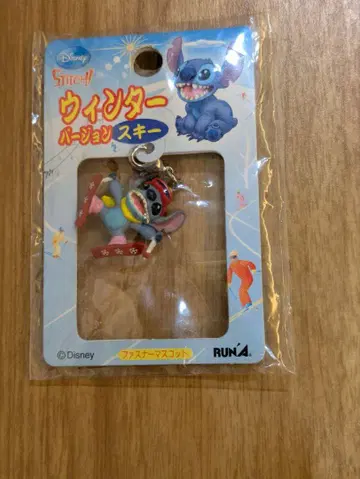 Disney
Stitch!
ウィンター
バージョン スキー
©Disney
ファスナーマスコット
RUN'A.